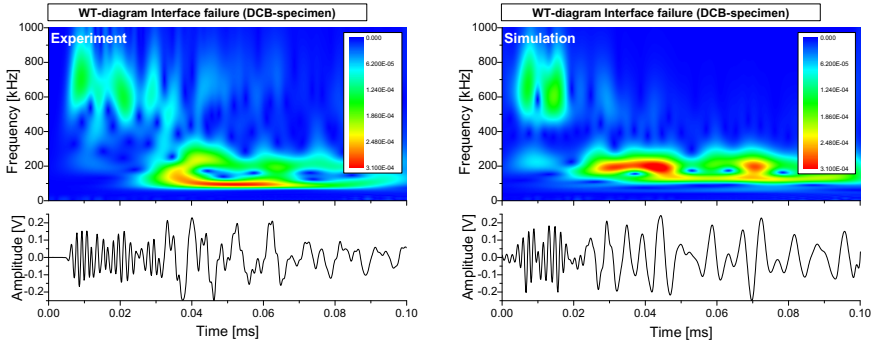 WT-diagram Interface failure (DCB-specimen)
Experiment
1000
800
600
400
200
0
Frequency [kHz]
0.000
6.200E-05
1.240E-04
1.860E-04
2.480E-04
3.100E-04
0.2
0.1
0.0
-0.1
-0.2
Amplitude [V]
0.00 0.02 0.04 0.06 0.08 0.10
Time [ms]
WT-diagram Interface failure (DCB-specimen)
Simulation
1000
800
600
400
200
0
Frequency [kHz]
0.000
6.200E-05
1.240E-04
1.860E-04
2.480E-04
3.100E-04
0.2
0.1
0.0
-0.1
-0.2
Amplitude [V]
0.00 0.02 0.04 0.06 0.08 0.10
Time [ms]